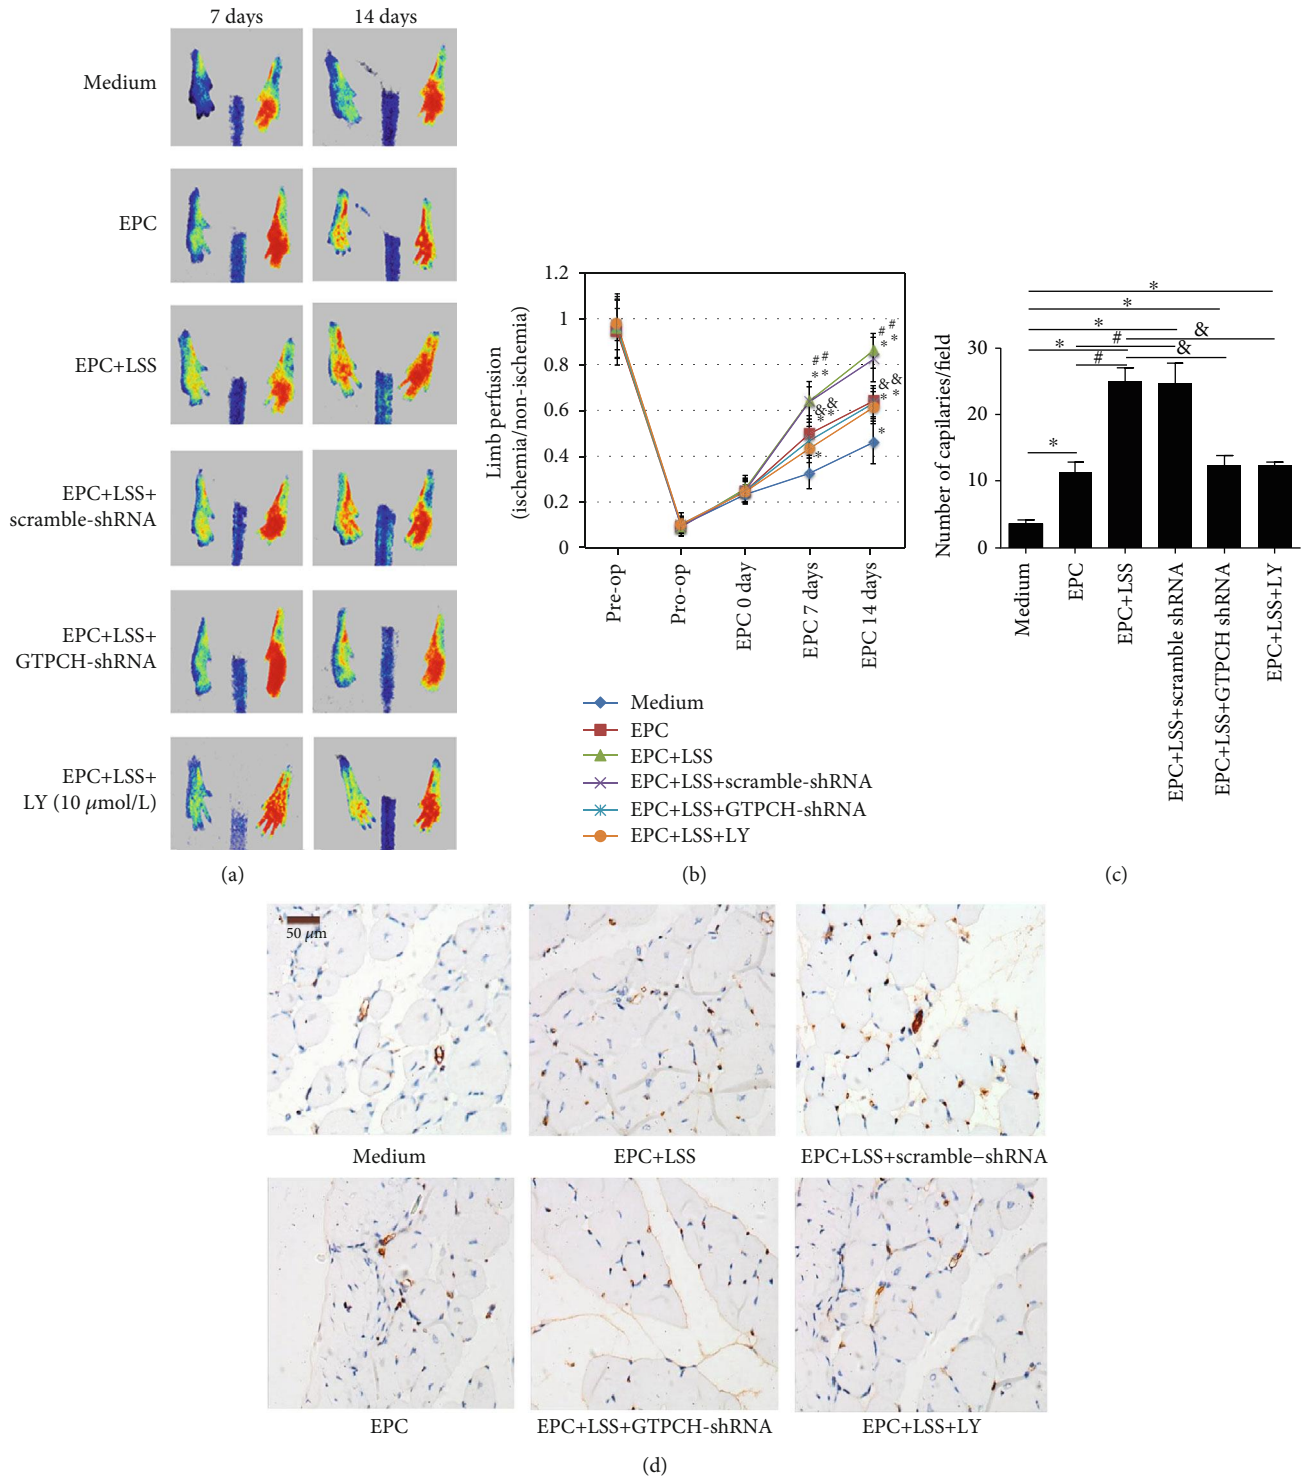 7 days 14 days
Medium
EPC
EPC+LSS
EPC+LSS+
scramble-shRNA
EPC+LSS+
GTPCH-shRNA
EPC+LSS+
LY (10 μmol/L)
(a)
Limb perfusion
(ischemia/non-ischemia)
1.2
1
0.8
0.6
0.4
0.2
0
# #
* *
& &
* *
*
# #
* *
& &
* *
*
Pre-op
Pro-op
EPC 0 day
EPC 7 days
EPC 14 days
Medium
EPC
EPC+LSS
EPC+LSS+scramble-shRNA
EPC+LSS+GTPCH-shRNA
EPC+LSS+LY
(b)
Number of capilaries/field
30
20
10
0
*
*
* # &
* # &
*
Medium
EPC
EPC+LSS
EPC+LSS+scramble shRNA
EPC+LSS+GTPCH shRNA
EPC+LSS+LY
(c)
50 μm
Medium EPC+LSS EPC+LSS+scramble−shRNA
EPC EPC+LSS+GTPCH-shRNA EPC+LSS+LY
(d)